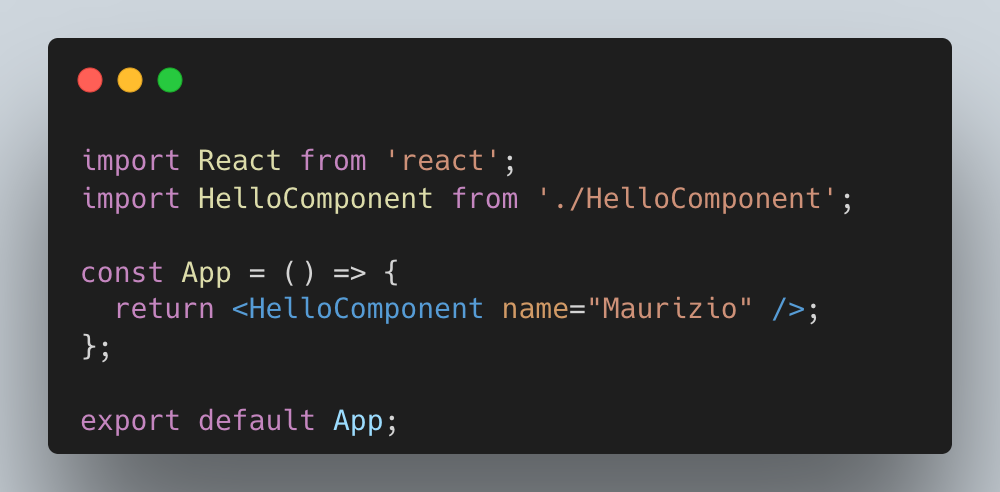 import React from 'react';
import HelloComponent from './HelloComponent';

const App = () => {
  return <HelloComponent name="Maurizio" />;
};

export default App;